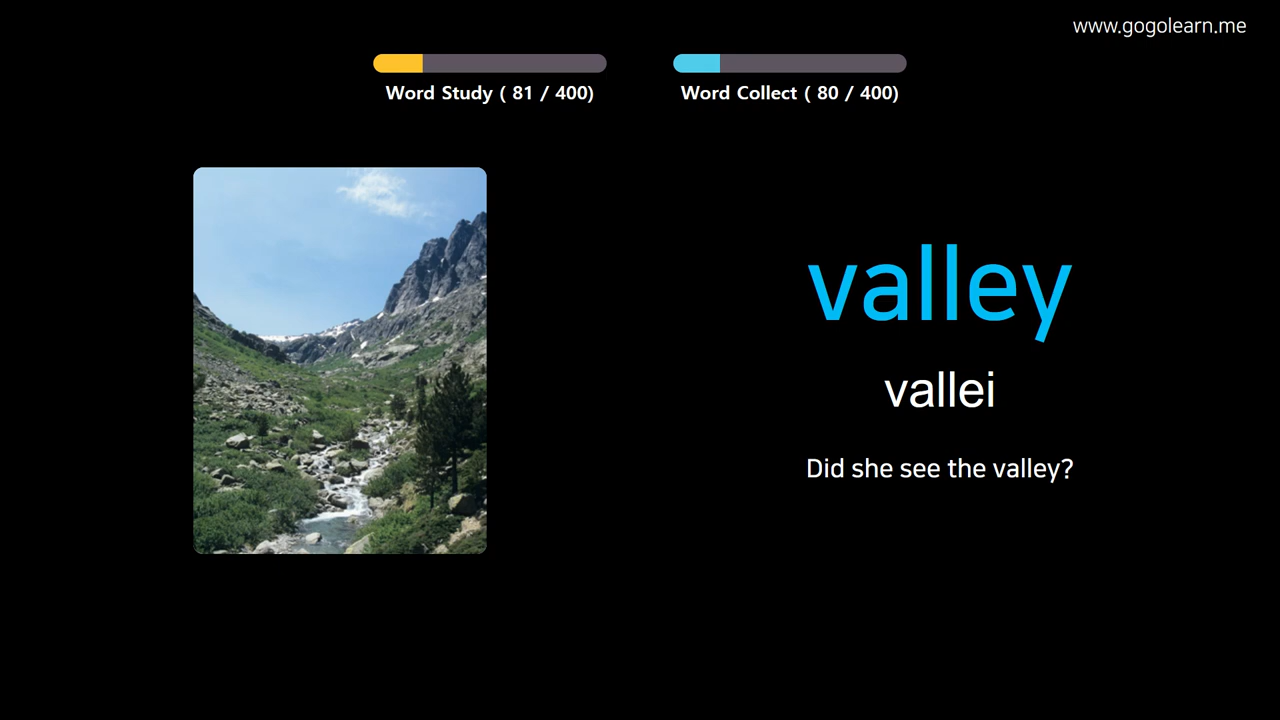 www.gogolearn.me
Word Study ( 81 / 400)
Word Collect ( 80 / 400)
valley
vallei
Did she see the valley?